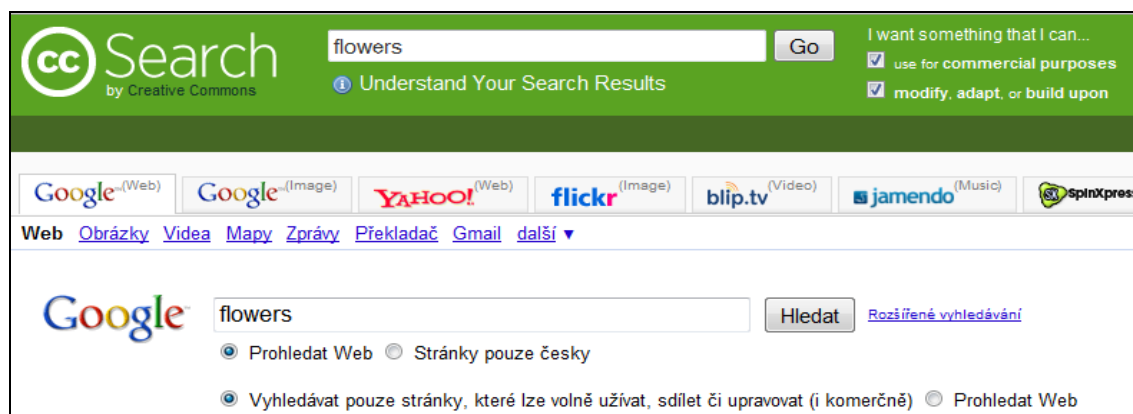 cc Search
by Creative Commons
flowers Go
Understand Your Search Results
I want something that I can...
use for commercial purposes
modify, adapt, or build upon
Google (Web) Google (Image) YAHOO! (Web) flickr (Image) blip.tv (Video) jamendo (Music) SpinXpress
Web Obrázky Videa Mapy Zprávy Překladač Gmail další ▼
Google flowers Hledat Rozšířené vyhledávání
Prohledat Web Stránky pouze česky
Vyhledávat pouze stránky, které lze volně užívat, sdílet či upravovat (i komerčně) Prohledat Web